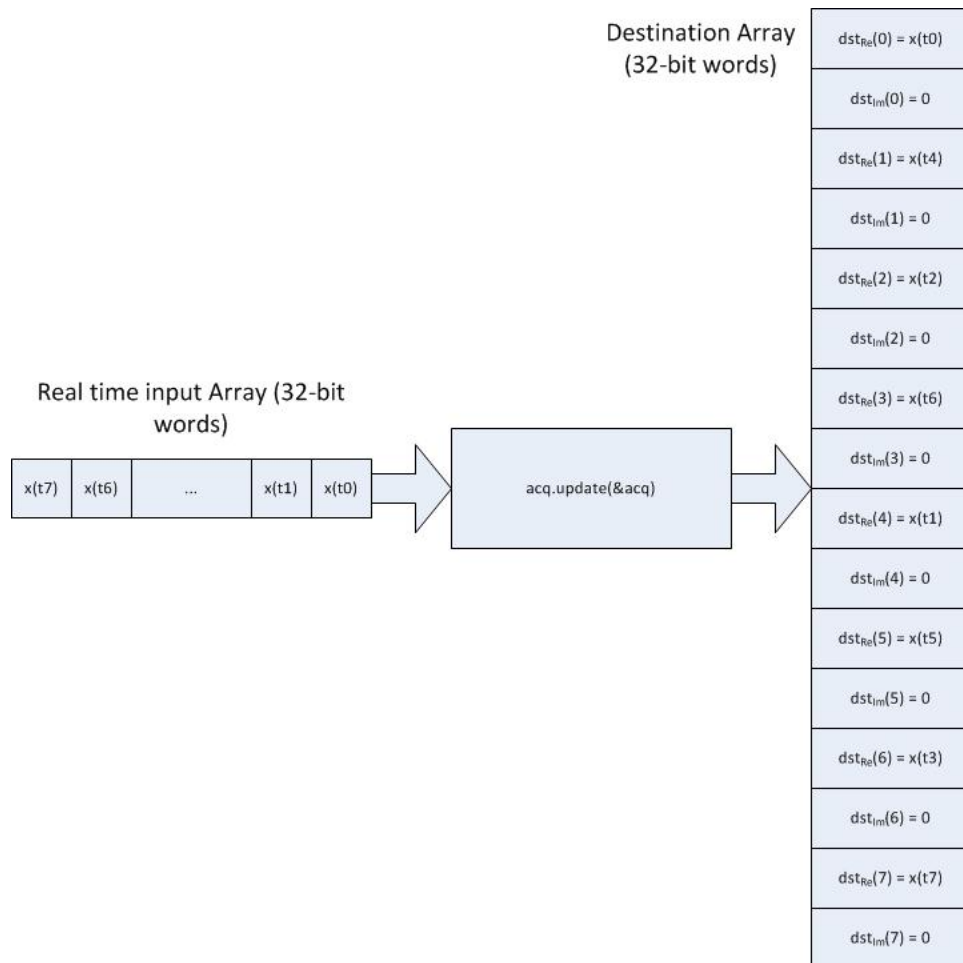 Destination Array
(32-bit words)
dstRe(0) = x(t0)
dstIm(0) = 0
dstRe(1) = x(t4)
dstIm(1) = 0
dstRe(2) = x(t2)
dstIm(2) = 0
dstRe(3) = x(t6)
dstIm(3) = 0
dstRe(4) = x(t1)
dstIm(4) = 0
dstRe(5) = x(t5)
dstIm(5) = 0
dstRe(6) = x(t3)
dstIm(6) = 0
dstRe(7) = x(t7)
dstIm(7) = 0
Real time input Array (32-bit
words)
x(t7) x(t6) ... x(t1) x(t0)
acq.update(&acq)